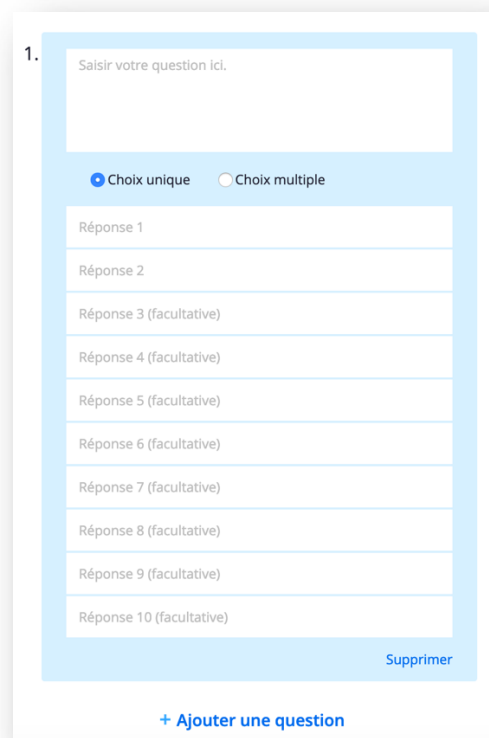 1.
Saisir votre question ici.
Choix unique Choix multiple
Réponse 1
Réponse 2
Réponse 3 (facultative)
Réponse 4 (facultative)
Réponse 5 (facultative)
Réponse 6 (facultative)
Réponse 7 (facultative)
Réponse 8 (facultative)
Réponse 9 (facultative)
Réponse 10 (facultative)
Supprimer
+ Ajouter une question